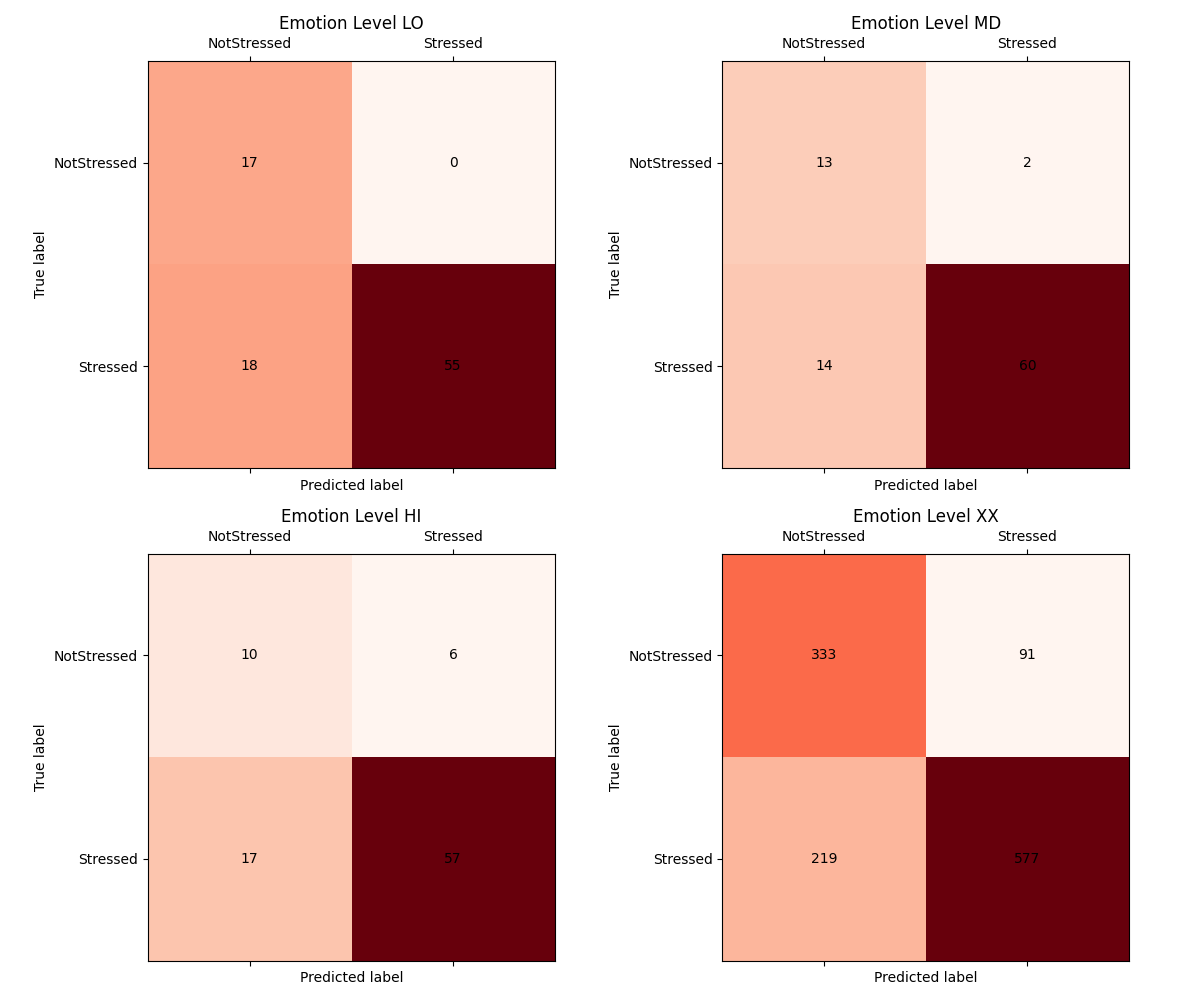 Emotion Level LO
NotStressed Stressed
NotStressed 17 0
Stressed 18 55
True label
Predicted label
Emotion Level MD
NotStressed Stressed
NotStressed 13 2
Stressed 14 60
True label
Predicted label
Emotion Level HI
NotStressed Stressed
NotStressed 10 6
Stressed 17 57
True label
Predicted label
Emotion Level XX
NotStressed Stressed
NotStressed 333 91
Stressed 219 577
True label
Predicted label